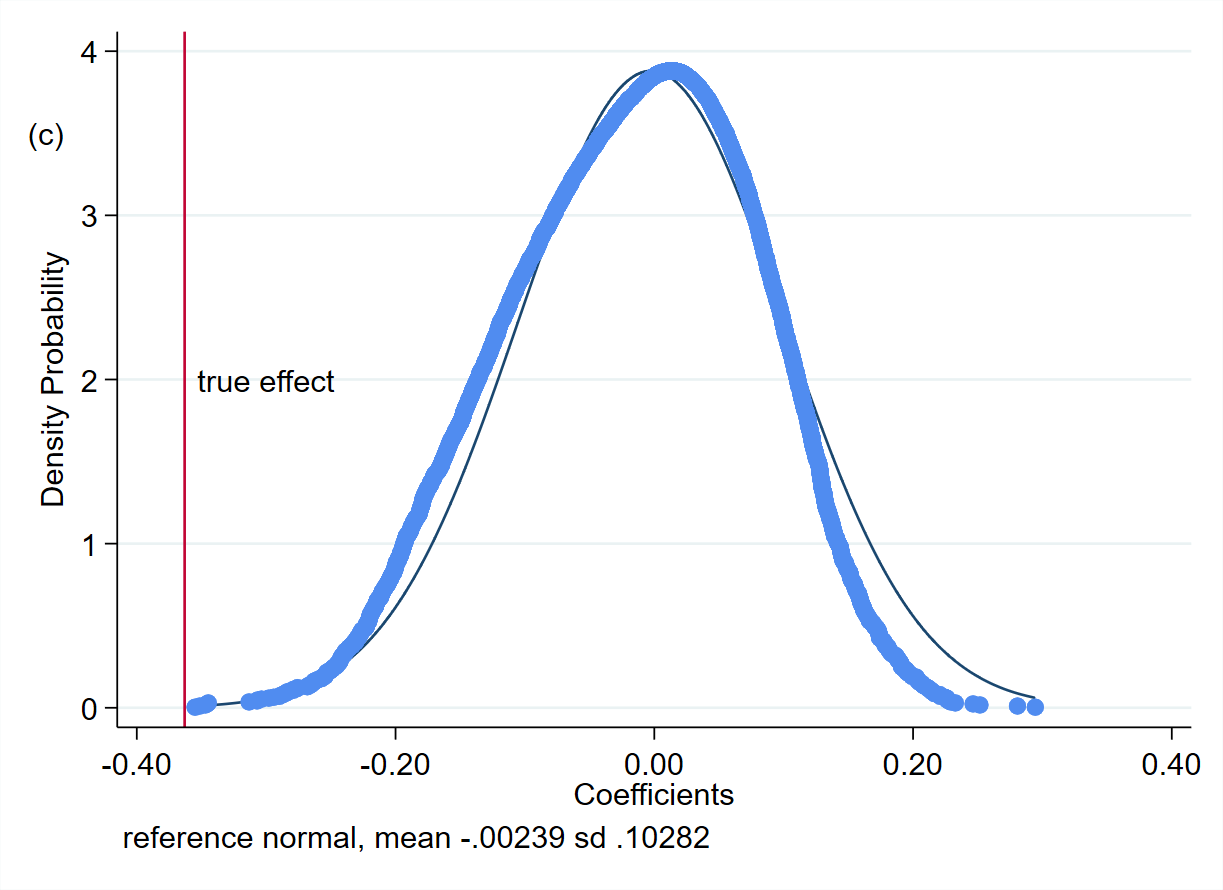 (c)
Density Probability
4
3
2
1
0
true effect
-0.40 -0.20 0.00 0.20 0.40
Coefficients
reference normal, mean -.00239 sd .10282